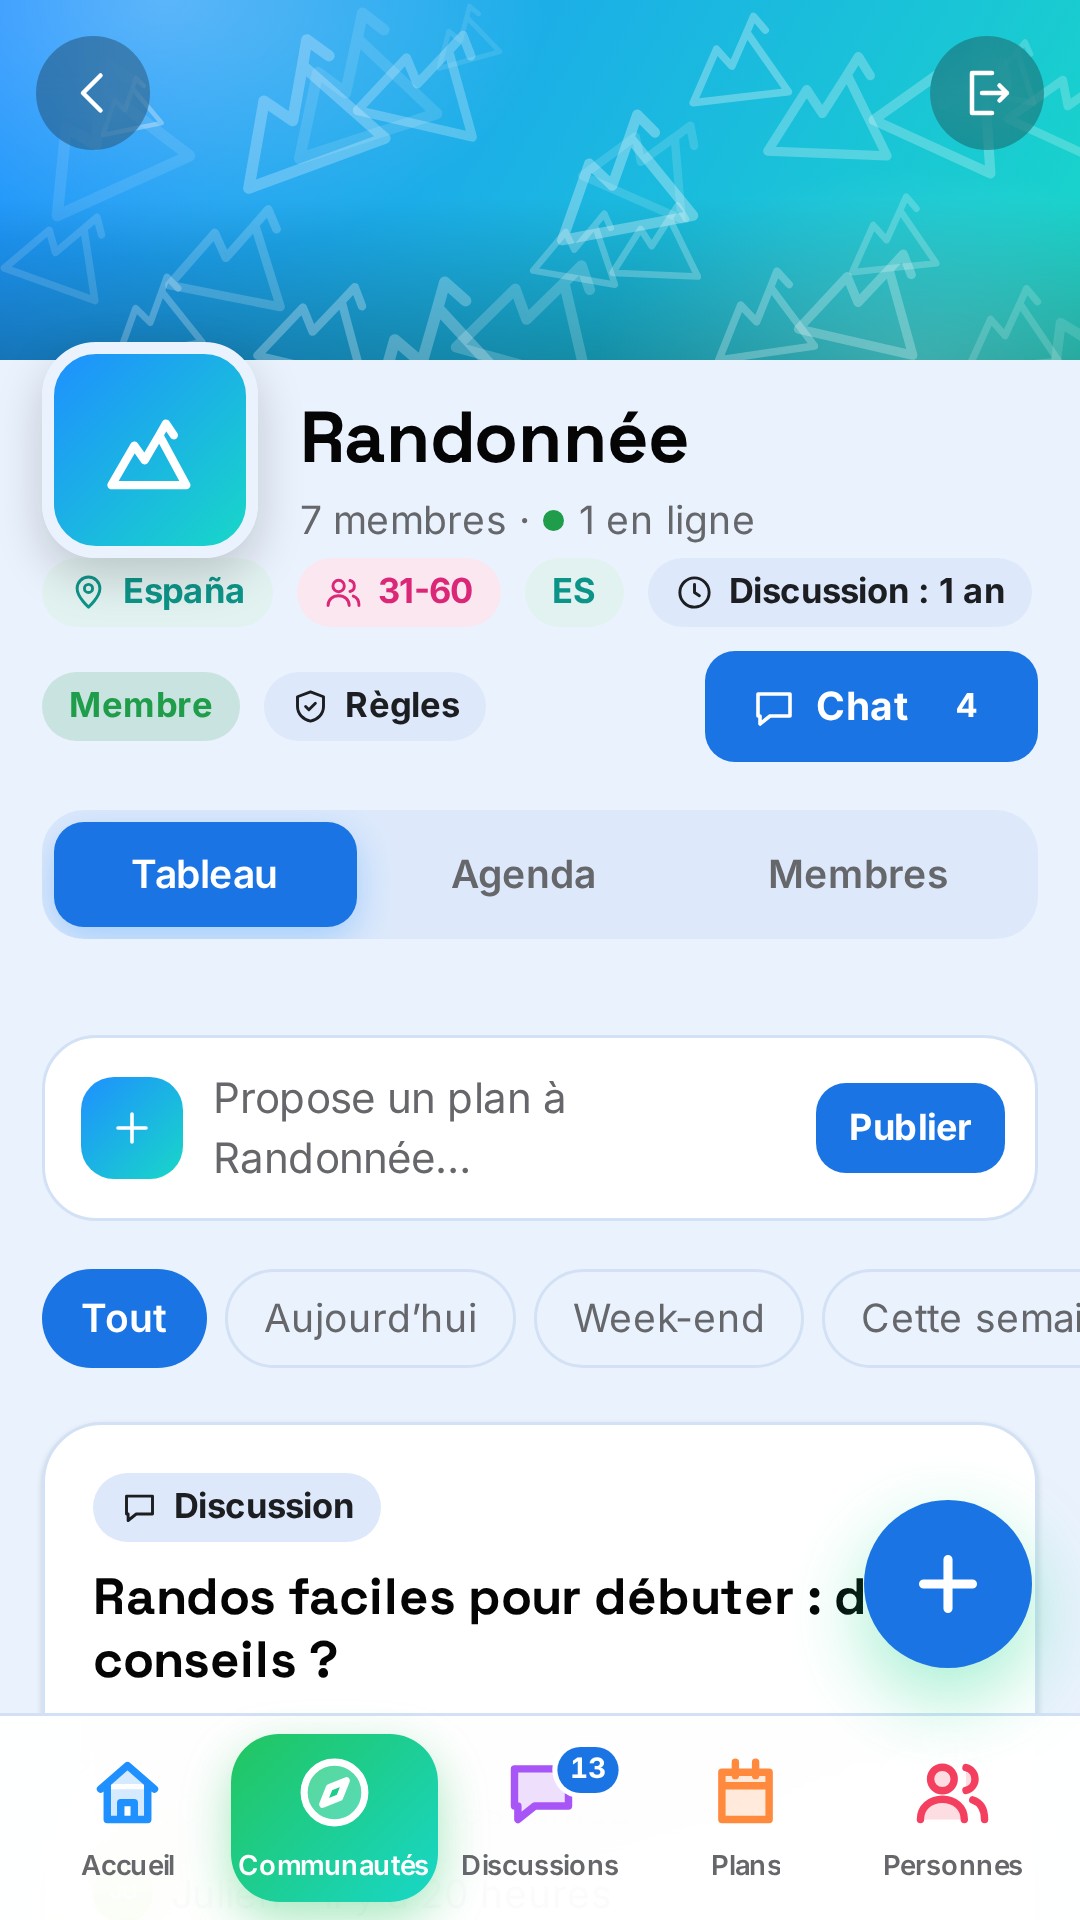 Randonnée
7 membres · 1 en ligne
España
31-60
ES
Discussion : 1 an
Membre
Règles
Chat 4
Tableau
Agenda
Membres
Propose un plan à
Randonnée...
Publier
Tout
Aujourd’hui
Week-end
Cette semai
Discussion
Randos faciles pour débuter : d
conseils ?
13
Accueil
Communautés
Discussions
Plans
Personnes
20 heures